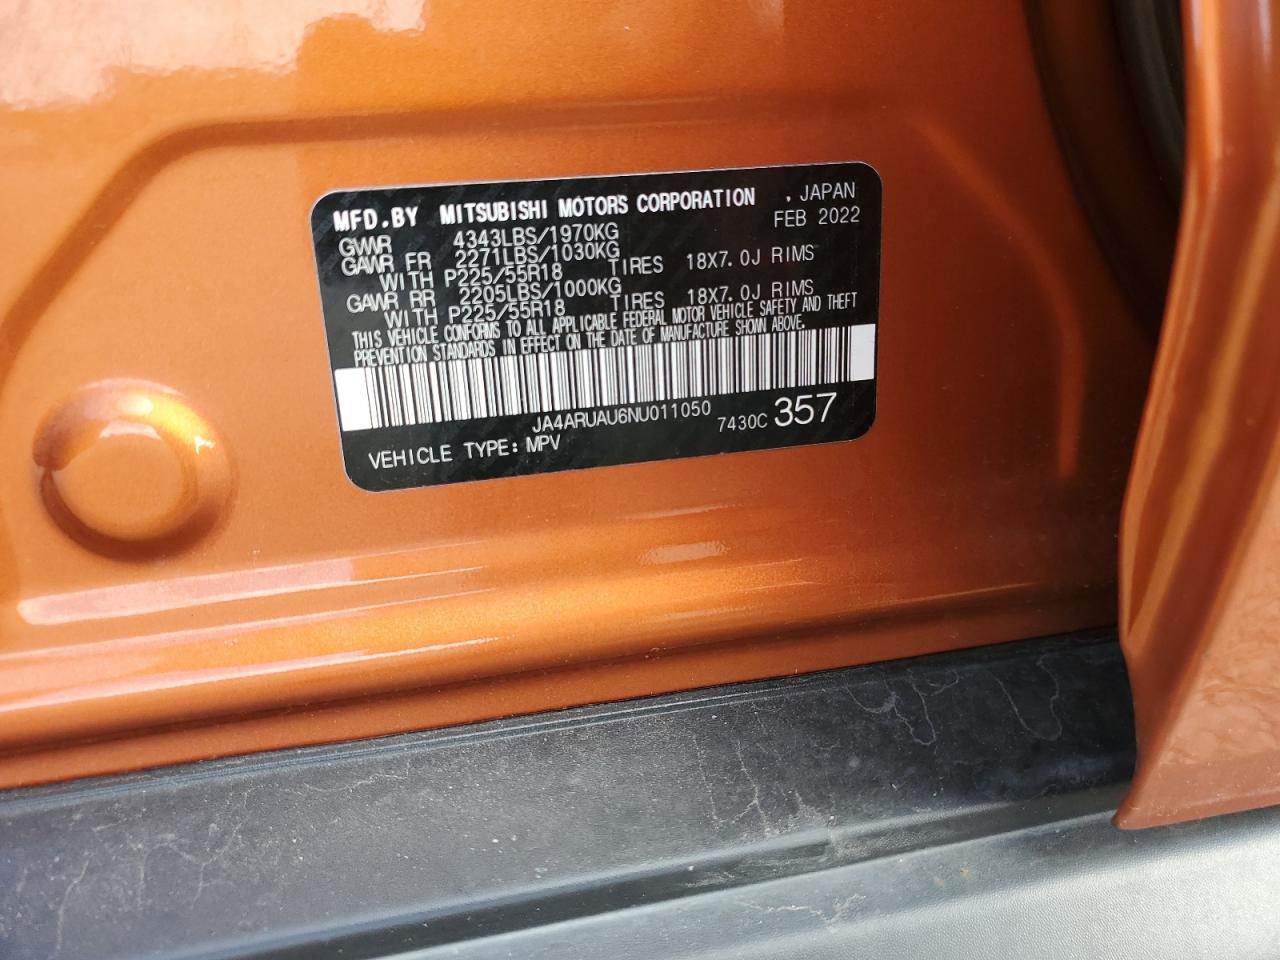 MFD.BY MITSUBISHI MOTORS CORPORATION , JAPAN
FEB 2022
GVWR 4343LBS/1970KG
GAWR FR 2271LBS/1030KG
WITH P225/55R18 TIRES 18X7.0J RIMS
GAWR RR 2205LBS/1000KG
WITH P225/55R18 TIRES 18X7.0J RIMS
THIS VEHICLE CONFORMS TO ALL APPLICABLE FEDERAL MOTOR VEHICLE SAFETY AND THEFT
PREVENTION STANDARDS IN EFFECT ON THE DATE OF MANUFACTURE SHOWN ABOVE.
JA4ARUAU6NU011050 7430C 357
VEHICLE TYPE: MPV